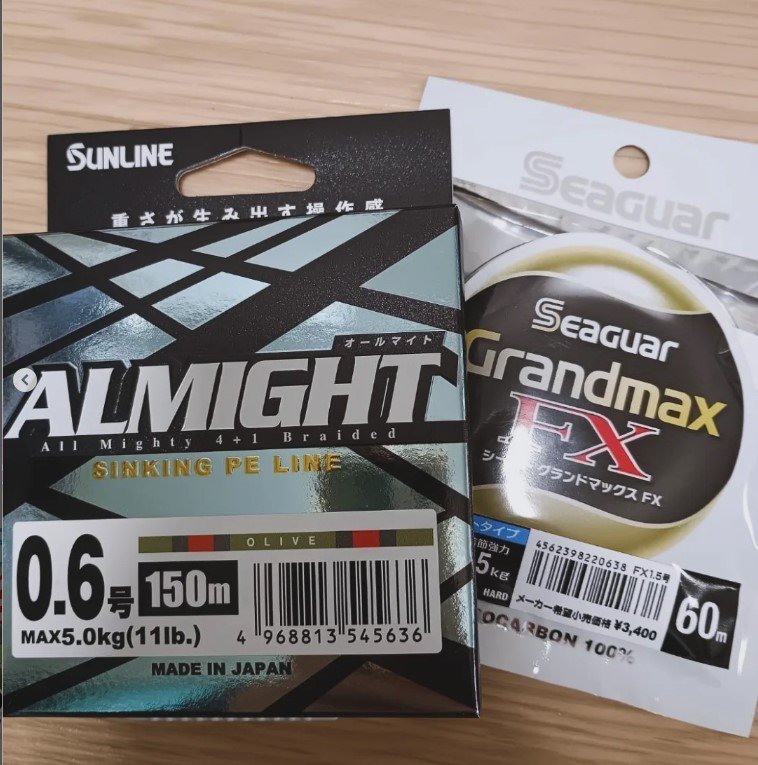 SUNLINE
重さが生み出す操作感
オールマイト
ALMIGHT
All Mighty 4+1 Braided
SINKING PE LINE
OLIVE
0.6号 150m
MAX5.0kg(11lb.)
4 968813 545636
MADE IN JAPAN
SEAGUAR
SEAGUAR
Grandmax
FX
グランドマックス FX
タイプ
強力
5kg
HARD
4562398220638 FX1.5号
メーカー希望小売価格 ¥3,400
60m
OCARBON 100%